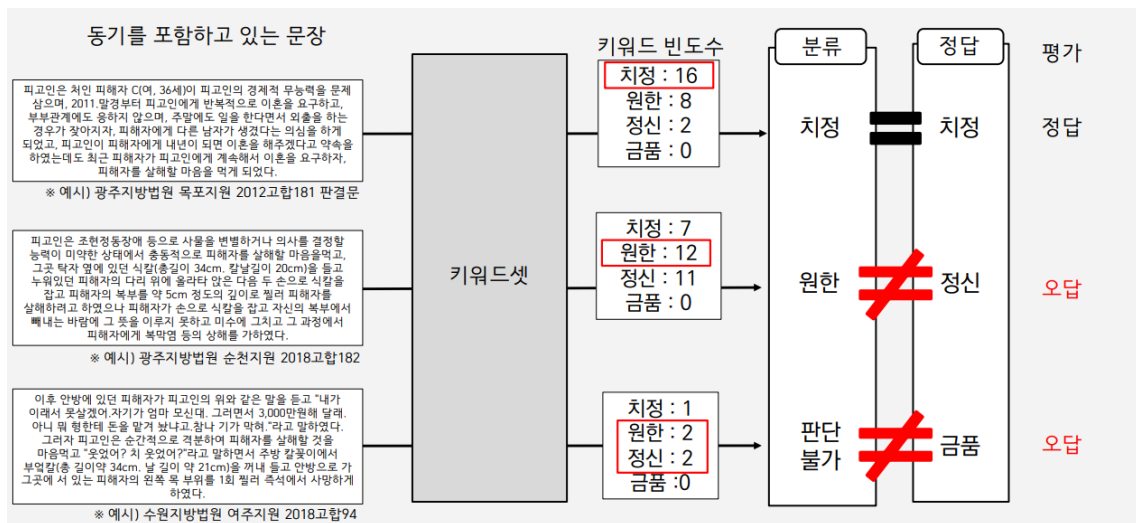 동기를 포함하고 있는 문장
키워드 빈도수
분류
정답
평가
피고인은 처인 피해자 C(여, 36세)이 피고인의 경제적 무능력을 문제
삼으며, 2011.말경부터 피고인에게 반복적으로 이혼을 요구하고,
부부관계에도 응하지 않으며, 주말에도 일을 한다면서 외출을 하는
경우가 잦아지자, 피해자에게 다른 남자가 생겼다는 의심을 하게
되었고, 피고인이 피해자에게 내년이 되면 이혼을 해주겠다고 약속을
하였는데도 최근 피해자가 피고인에게 계속해서 이혼을 요구하자,
피해자를 살해할 마음을 먹게 되었다.
※ 예시) 광주지방법원 목포지원 2012고합181 판결문
치정 : 16
원한 : 8
정신 : 2
금품 : 0
치정
치정
정답
키워드셋
피고인은 조현정동장애 등으로 사물을 변별하거나 의사를 결정할
능력이 미약한 상태에서 충동적으로 피해자를 살해할 마음을먹고,
그곳 탁자 옆에 있던 식칼(총길이 34cm. 칼날길이 20cm)을 들고
누워있던 피해자의 다리 위에 올라타 앉은 다음 두 손으로 식칼을
잡고 피해자의 복부를 약 5cm 정도의 깊이로 찔러 피해자를
살해하려고 하였으나 피해자가 손으로 식칼을 잡고 자신의 복부에서
빼내는 바람에 그 뜻을 이루지 못하고 미수에 그치고 그 과정에서
피해자에게 복막염 등의 상해를 가하였다.
※ 예시) 광주지방법원 순천지원 2018고합182
치정 : 7
원한 : 12
정신 : 11
금품 : 0
원한
정신
오답
이후 안방에 있던 피해자가 피고인의 위와 같은 말을 듣고 "내가
이래서 못살겠어.자기가 엄마 모신대. 그러면서 3,000만원해 달래.
아니 뭐 형한테 돈을 맡겨 놨냐고.참나 기가 막혀."라고 말하였다.
그러자 피고인은 순간적으로 격분하여 피해자를 살해할 것을
마음먹고 "웃었어? 치 웃었어?"라고 말하면서 주방 칼꽂이에서
부엌칼(총 길이약 34cm. 날 길이 약 21cm)을 꺼내 들고 안방으로 가
그곳에 서 있는 피해자의 왼쪽 목 부위를 1회 찔러 즉석에서 사망하게
하였다.
※ 예시) 수원지방법원 여주지원 2018고합94
치정 : 1
원한 : 2
정신 : 2
금품 :0
판단
불가
금품
오답